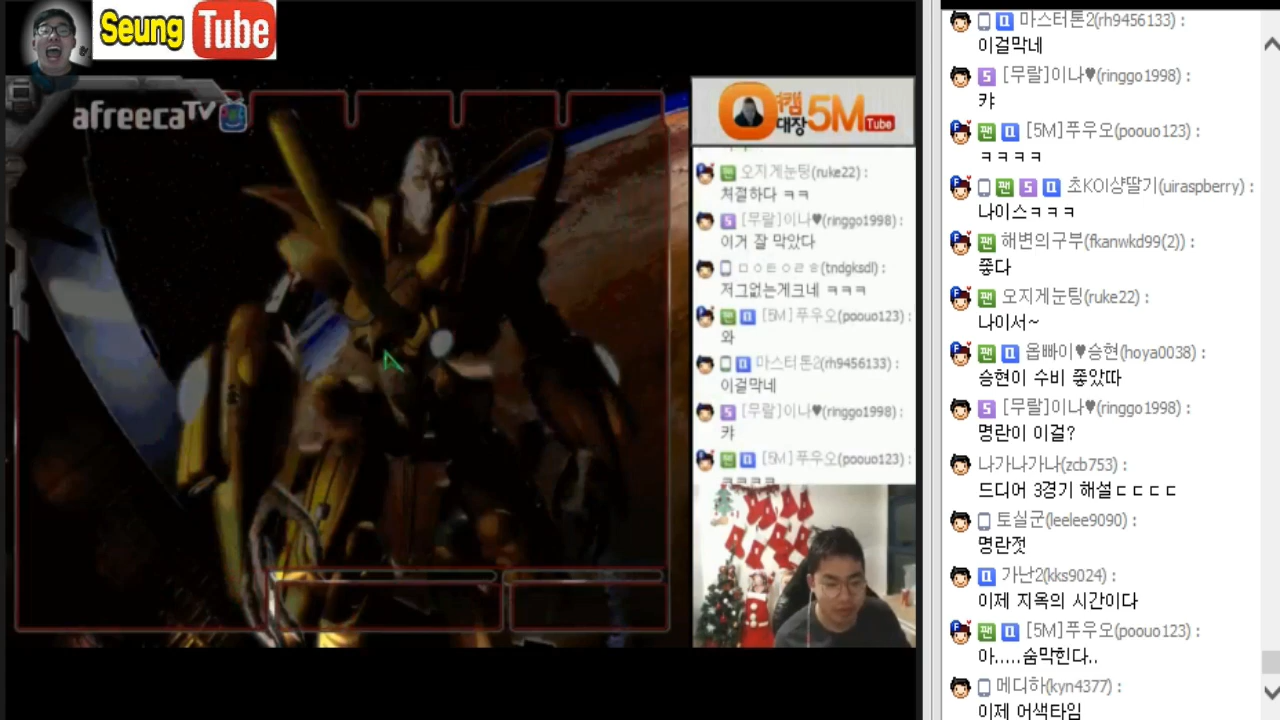 Seung Tube
afreecaTV
캠
대장 5M Tube
오지게눈팅(ruke22) :
처절하다 ㅋㅋ
[무랄]이나♥(ringgo1998) :
이거 잘 막았다
ㅁㅇㅌㅇㄹㅎ(tndgksdl) :
저그없는게크네 ㅋㅋㅋ
[5M]푸우오(poouo123) :
와
마스터톤2(rh9456133) :
이걸막네
[무랄]이나♥(ringgo1998) :
캬
[5M]푸우오(poouo123) :
ㅋㅋㅋㅋ
마스터톤2(rh9456133) :
이걸막네
[무랄]이나♥(ringgo1998) :
캬
[5M]푸우오(poouo123) :
ㅋㅋㅋㅋ
초K이샹딸기(uiraspberry) :
나이스ㅋㅋㅋ
해변의구부(fkanwkd99(2)) :
좋다
오지게눈팅(ruke22) :
나이서~
옵빠이♥승현(hoya0038) :
승현이 수비 좋았따
[무랄]이나♥(ringgo1998) :
명란이 이걸?
나가나가나(zcb753) :
드디어 3경기 해설ㄷㄷㄷㄷ
토실군(leelee9090) :
명란젓
가난2(kks9024) :
이제 지옥의 시간이다
[5M]푸우오(poouo123) :
아.....숨막힌다..
메디하(kyn4377) :
이제 어색타임